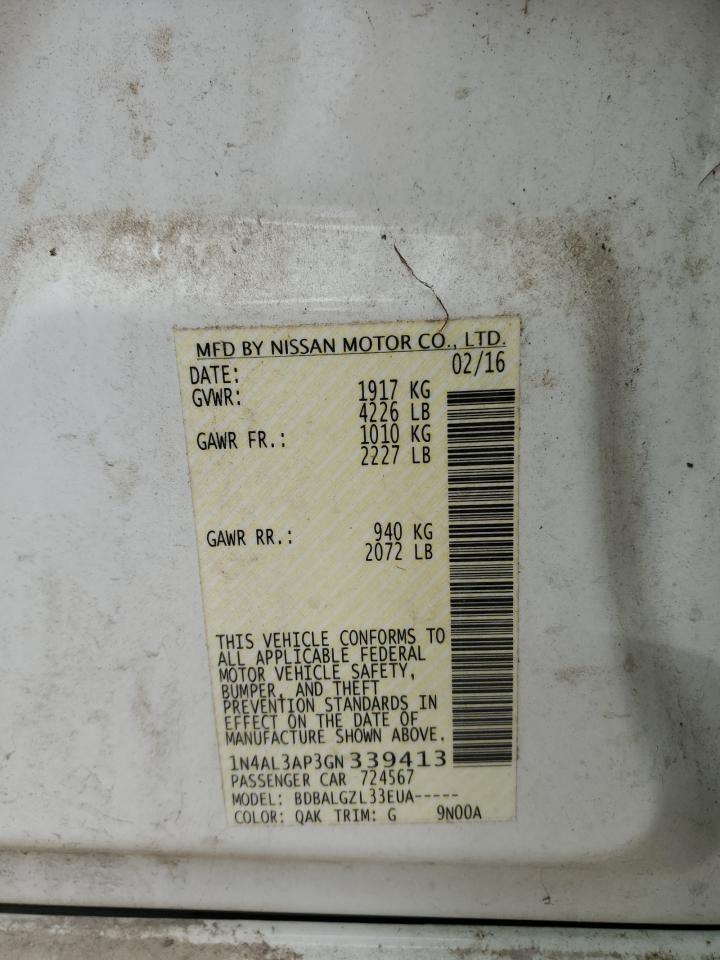 MFD BY NISSAN MOTOR CO., LTD.
DATE: 02/16
GVWR: 1917 KG
4226 LB
GAWR FR.: 1010 KG
2227 LB
GAWR RR.: 940 KG
2072 LB
THIS VEHICLE CONFORMS TO
ALL APPLICABLE FEDERAL
MOTOR VEHICLE SAFETY,
BUMPER, AND THEFT
PREVENTION STANDARDS IN
EFFECT ON THE DATE OF
MANUFACTURE SHOWN ABOVE.
1N4AL3AP3GN 339413
PASSENGER CAR 724567
MODEL: BDBALGZL33EUA-----
COLOR: QAK TRIM: G 9N00A